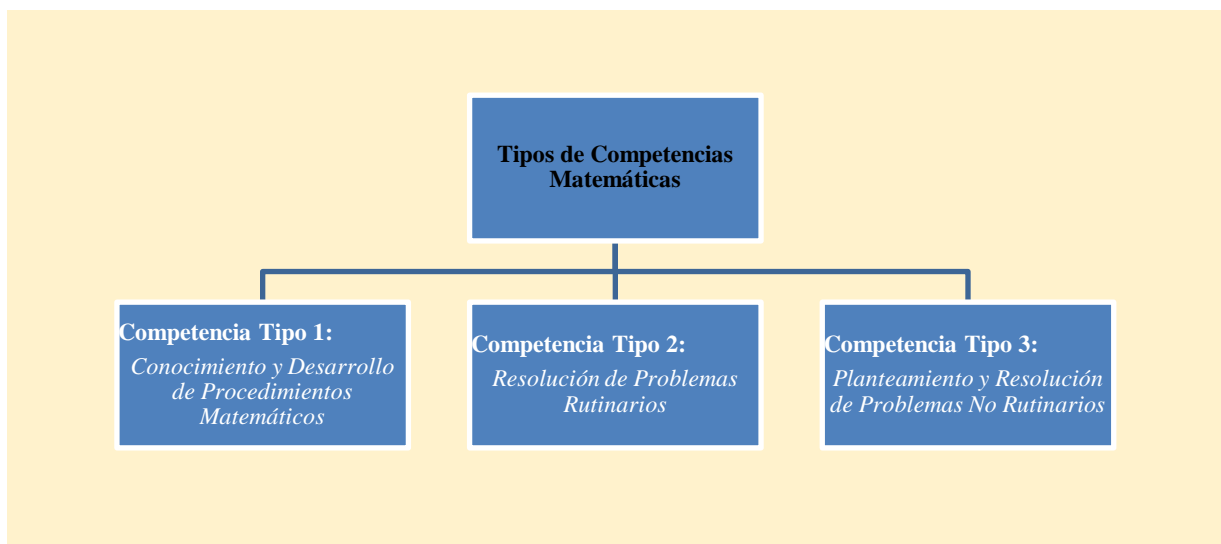 Tipos de Competencias
Matemáticas
Competencia Tipo 1:
Conocimiento y Desarrollo
de Procedimientos
Matemáticos
Competencia Tipo 2:
Resolución de Problemas
Rutinarios
Competencia Tipo 3:
Planteamiento y Resolución
de Problemas No Rutinarios